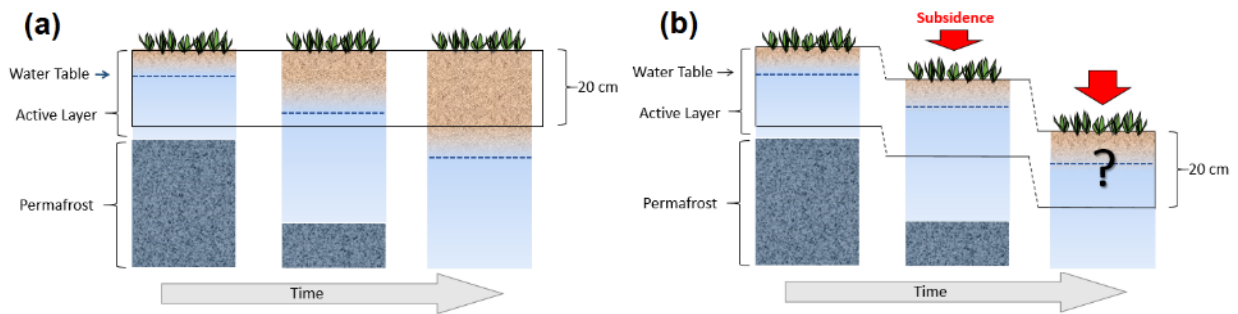 (a)
Water Table
Active Layer
Permafrost
20 cm
Time
(b)
Subsidence
Water Table
Active Layer
Permafrost
?
20 cm
Time